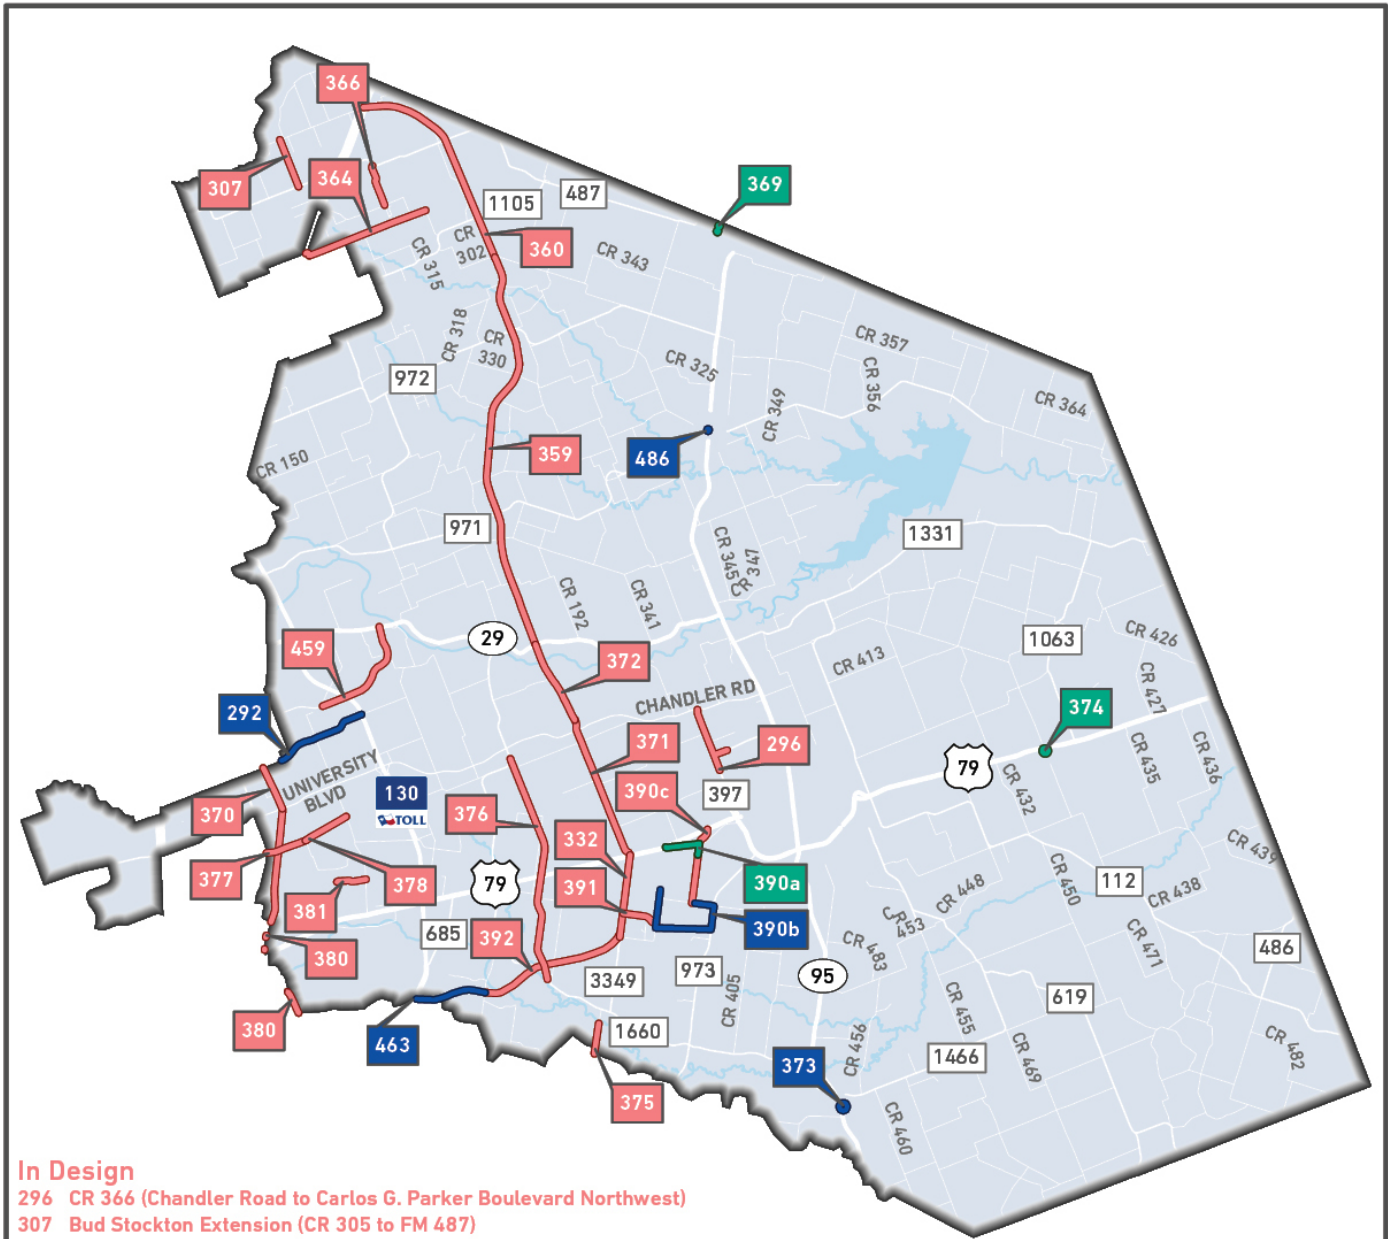 366
307
364
1105
487
369
CR 302
360
CR 315
CR 343
CR 318
CR 330
CR 357
CR 325
972
CR 356
CR 349
CR 364
359
486
CR 150
971
1331
CR 345
CR 347
CR 192
CR 341
29
1063
CR 426
459
372
CR 413
CHANDLER RD
CR 427
292
374
371
296
UNIVERSITY BLVD
79
CR 435
CR 436
130
TOLL
390c
397
CR 432
370
376
332
CR 439
377
378
79
391
390a
112
CR 448
CR 450
CR 438
381
685
392
390b
CR 453
CR 483
CR 471
486
380
3349
973
95
CR 405
CR 455
619
380
463
1660
373
CR 456
1466
CR 469
CR 482
375
CR 460
In Design
296 CR 366 (Chandler Road to Carlos G. Parker Boulevard Northwest)
307 Bud Stockton Extension (CR 305 to FM 487)